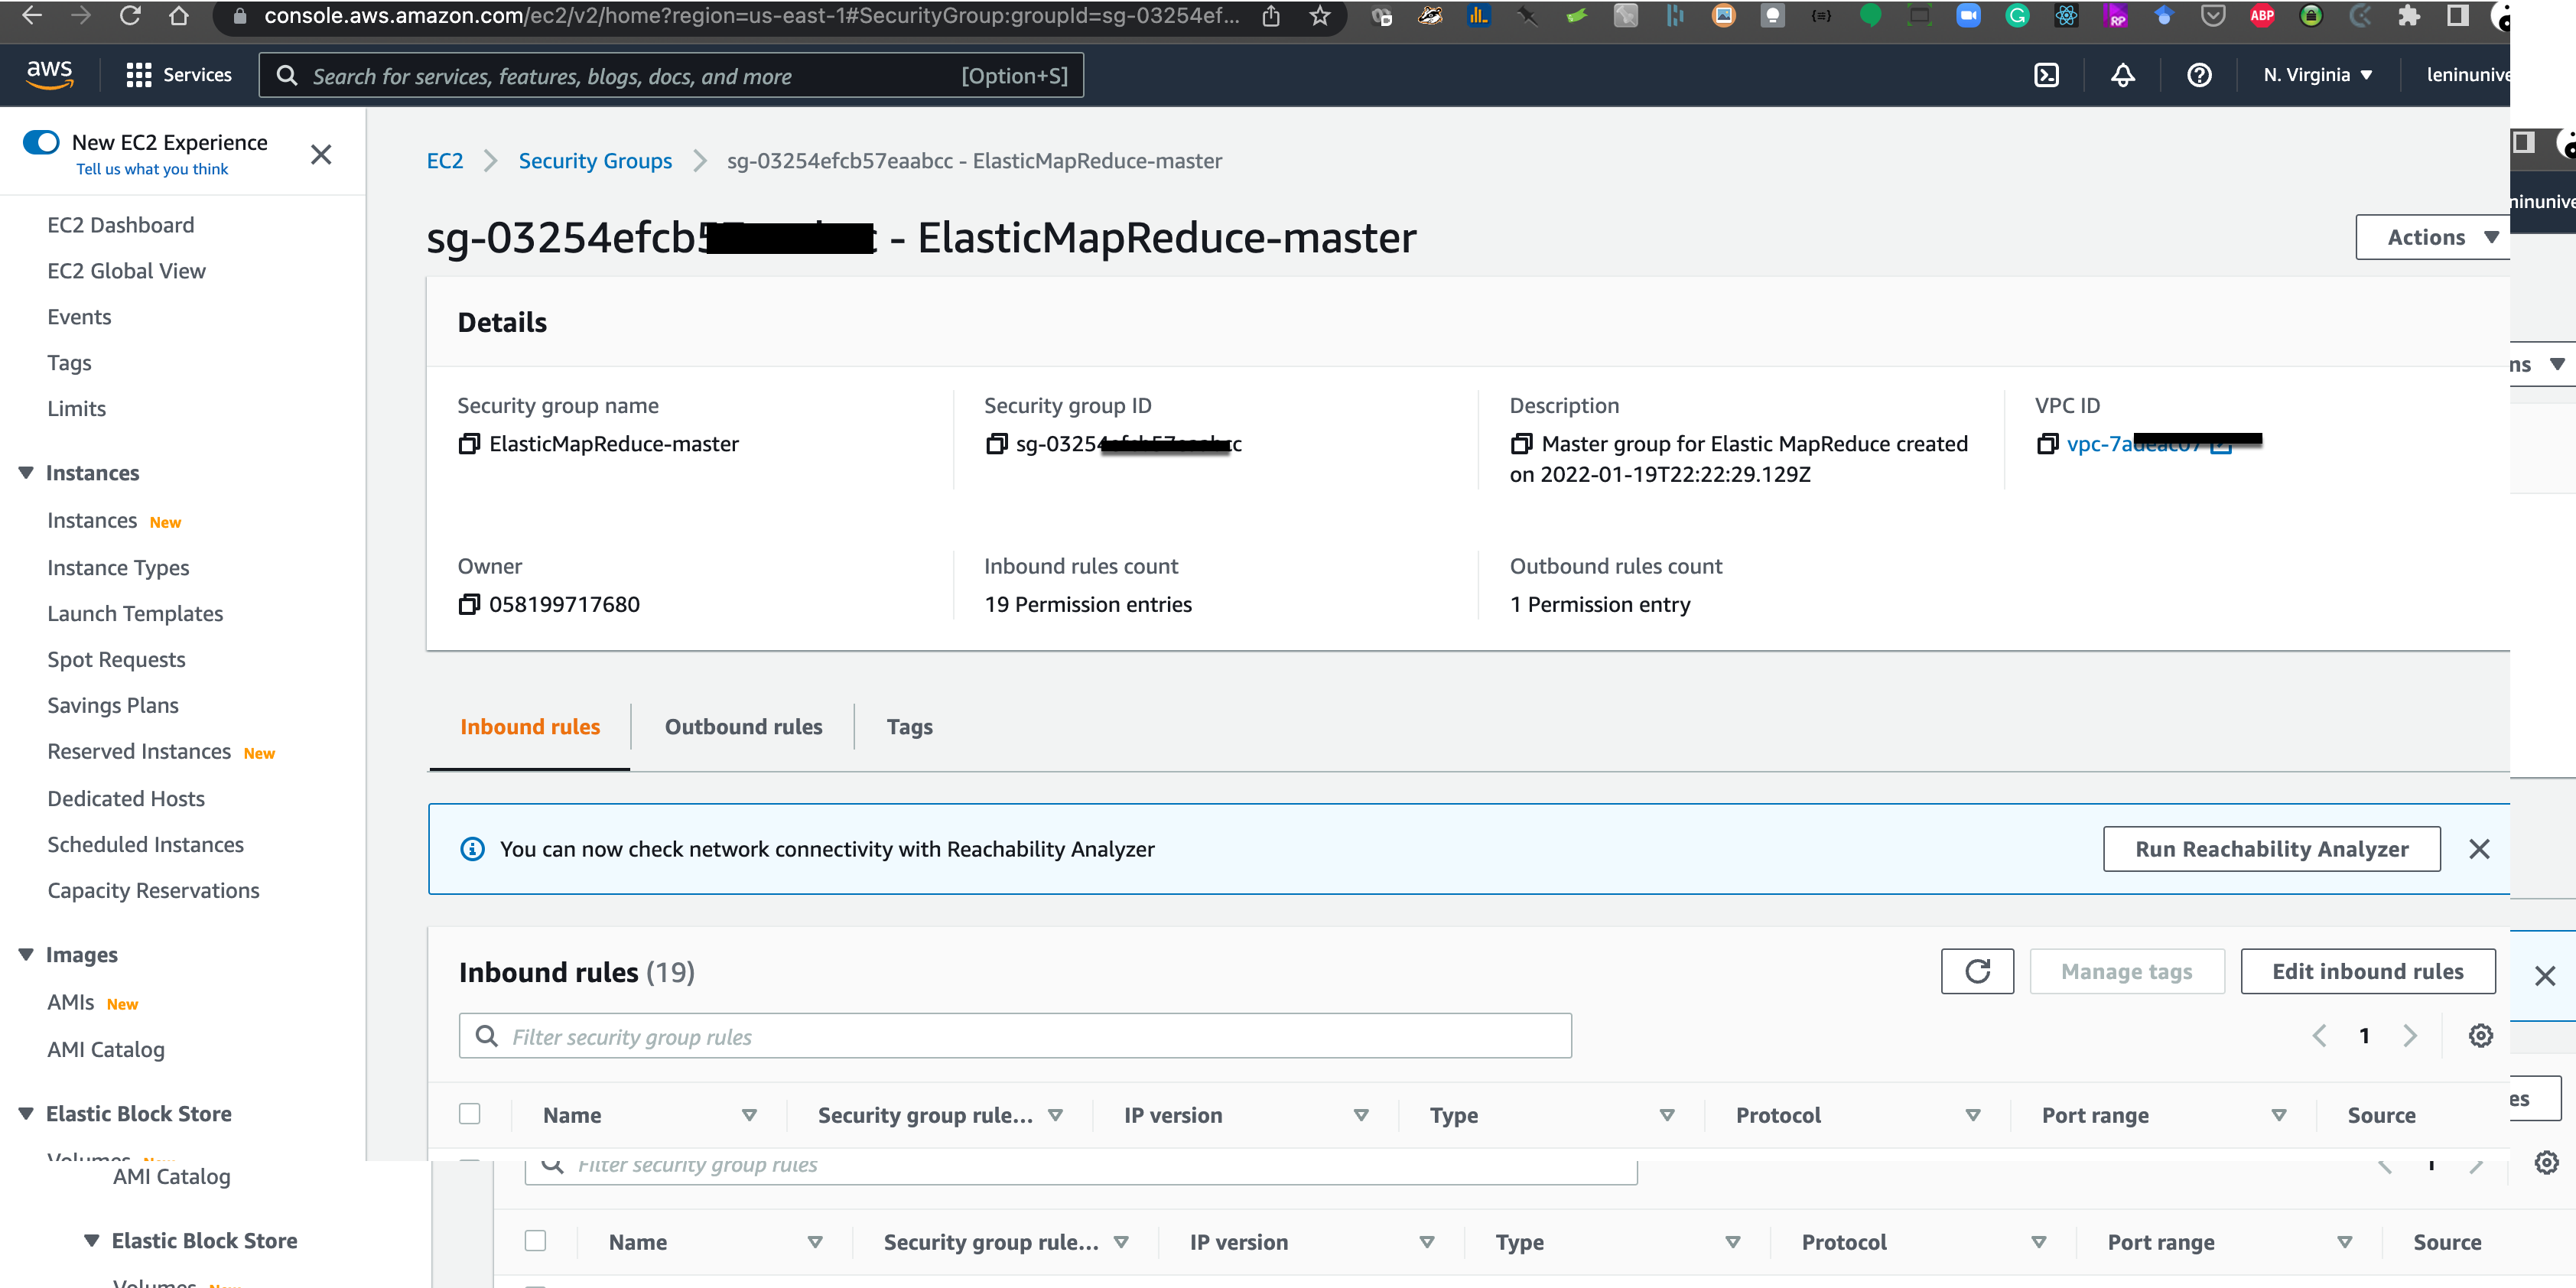 console.aws.amazon.com/ec2/v2/home?region=us-east-1#SecurityGroup:groupId=sg-03254ef...
aws Services Search for services, features, blogs, docs, and more [Option+S] N. Virginia ▼ leninunive
New EC2 Experience
Tell us what you think
EC2 Dashboard
EC2 Global View
Events
Tags
Limits
Instances
Instances New
Instance Types
Launch Templates
Spot Requests
Savings Plans
Reserved Instances New
Dedicated Hosts
Scheduled Instances
Capacity Reservations
Images
AMIs New
AMI Catalog
Elastic Block Store
Volumes New
AMI Catalog
Elastic Block Store
Volumes New
EC2 > Security Groups > sg-03254efcb57eaabcc - ElasticMapReduce-master
sg-03254efcb - ElasticMapReduce-master
Actions
Details
Security group name
ElasticMapReduce-master
Security group ID
sg-03254
Description
Master group for Elastic MapReduce created
on 2022-01-19T22:22:29.129Z
VPC ID
vpc-7a
Owner
058199717680
Inbound rules count
19 Permission entries
Outbound rules count
1 Permission entry
Inbound rules Outbound rules Tags
You can now check network connectivity with Reachability Analyzer
Run Reachability Analyzer
Inbound rules (19)
Manage tags
Edit inbound rules
Filter security group rules
1
Name Security group rule... IP version Type Protocol Port range Source
Filter security group rules
Name Security group rule... IP version Type Protocol Port range Source
ninunive
ns
es
ABP
RP